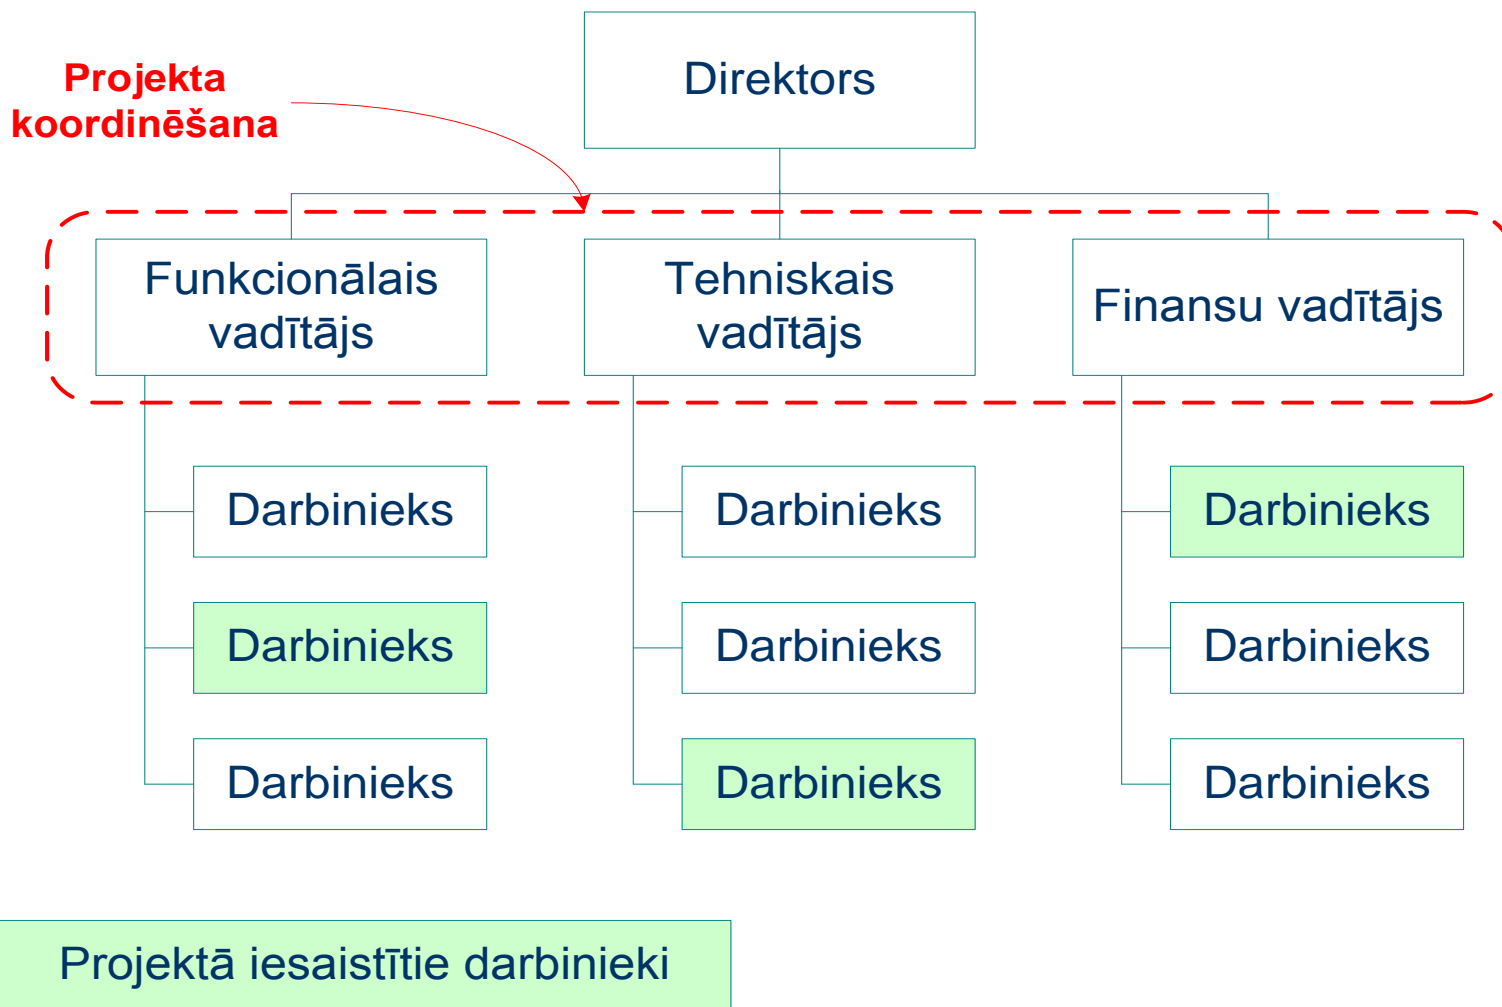 Projekta
koordinēšana
Direktors
Funkcionālais
vadītājs
Tehniskais
vadītājs
Finansu vadītājs
Darbinieks
Darbinieks
Darbinieks
Darbinieks
Darbinieks
Darbinieks
Darbinieks
Darbinieks
Darbinieks
Projektā iesaistītie darbinieki